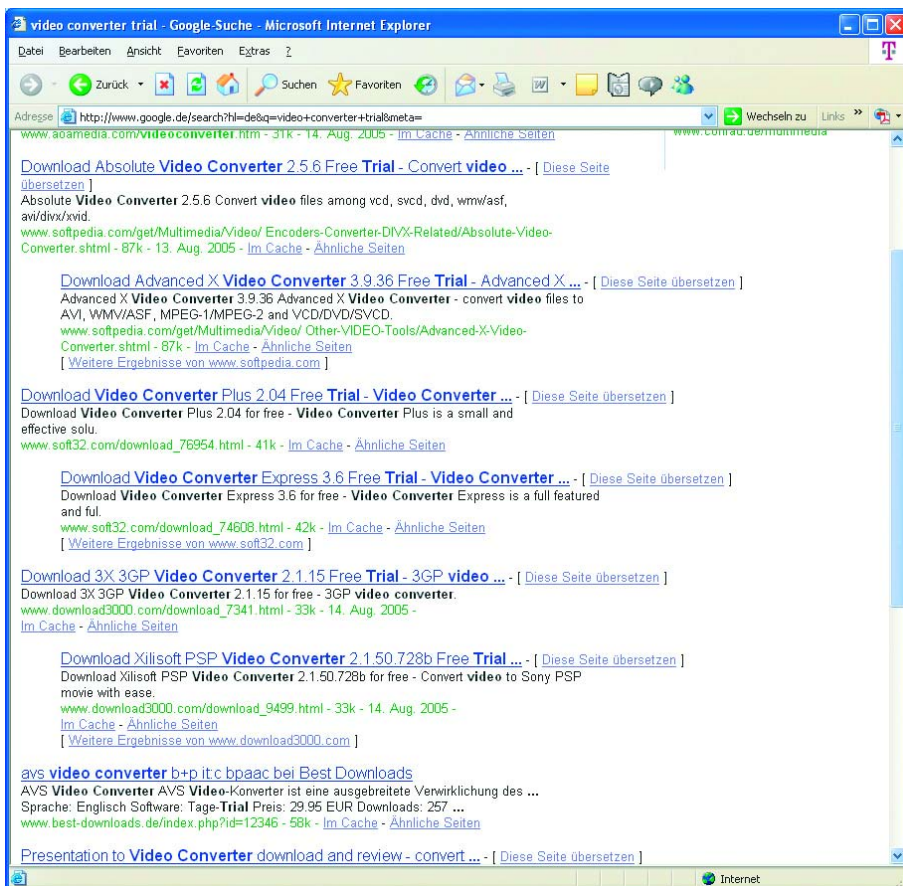 video converter trial - Google-Suche - Microsoft Internet Explorer
Datei Bearbeiten Ansicht Favoriten Extras ?
Zurück Suchen Favoriten
Adresse http://www.google.de/search?hl=de&q=video+converter+trial&meta= Wechseln zu Links »
www.aoamedia.com/videoconverter.htm - 31k - 14. Aug. 2005 - Im Cache - Ähnliche Seiten www.conrad.de/multimedia
Download Absolute Video Converter 2.5.6 Free Trial - Convert video ... - [ Diese Seite
übersetzen ]
Absolute Video Converter 2.5.6 Convert video files among vcd, svcd, dvd, wmv/asf,
avi/divx/xvid.
www.softpedia.com/get/Multimedia/Video/ Encoders-Converter-DIVX-Related/Absolute-Video-
Converter.shtml - 87k - 13. Aug. 2005 - Im Cache - Ähnliche Seiten
Download Advanced X Video Converter 3.9.36 Free Trial - Advanced X ... - [ Diese Seite übersetzen ]
Advanced X Video Converter 3.9.36 Advanced X Video Converter - convert video files to
AVI, WMV/ASF, MPEG-1/MPEG-2 and VCD/DVD/SVCD.
www.softpedia.com/get/Multimedia/Video/ Other-VIDEO-Tools/Advanced-X-Video-
Converter.shtml - 87k - Im Cache - Ähnliche Seiten
[ Weitere Ergebnisse von www.softpedia.com ]
Download Video Converter Plus 2.04 Free Trial - Video Converter ... - [ Diese Seite übersetzen ]
Download Video Converter Plus 2.04 for free - Video Converter Plus is a small and
effective solu.
www.soft32.com/download_76954.html - 41k - Im Cache - Ähnliche Seiten
Download Video Converter Express 3.6 Free Trial - Video Converter ... - [ Diese Seite übersetzen ]
Download Video Converter Express 3.6 for free - Video Converter Express is a full featured
and ful.
www.soft32.com/download_74608.html - 42k - Im Cache - Ähnliche Seiten
[ Weitere Ergebnisse von www.soft32.com ]
Download 3X 3GP Video Converter 2.1.15 Free Trial - 3GP video ... - [ Diese Seite übersetzen ]
Download 3X 3GP Video Converter 2.1.15 for free - 3GP video converter.
www.download3000.com/download_7341.html - 33k - 14. Aug. 2005 -
Im Cache - Ähnliche Seiten
Download Xilisoft PSP Video Converter 2.1.50.728b Free Trial ... - [ Diese Seite übersetzen ]
Download Xilisoft PSP Video Converter 2.1.50.728b for free - Convert video to Sony PSP
movie with ease.
www.download3000.com/download_9499.html - 33k - 14. Aug. 2005 -
Im Cache - Ähnliche Seiten
[ Weitere Ergebnisse von www.download3000.com ]
avs video converter b+p it:c bpaac bei Best Downloads
AVS Video Converter AVS Video-Konverter ist eine ausgebreitete Verwirklichung des ...
Sprache: Englisch Software: Tage-Trial Preis: 29.95 EUR Downloads: 257 ...
www.best-downloads.de/index.php?id=12346 - 58k - Im Cache - Ähnliche Seiten
Presentation to Video Converter download and review - convert ... - [ Diese Seite übersetzen ]
Internet